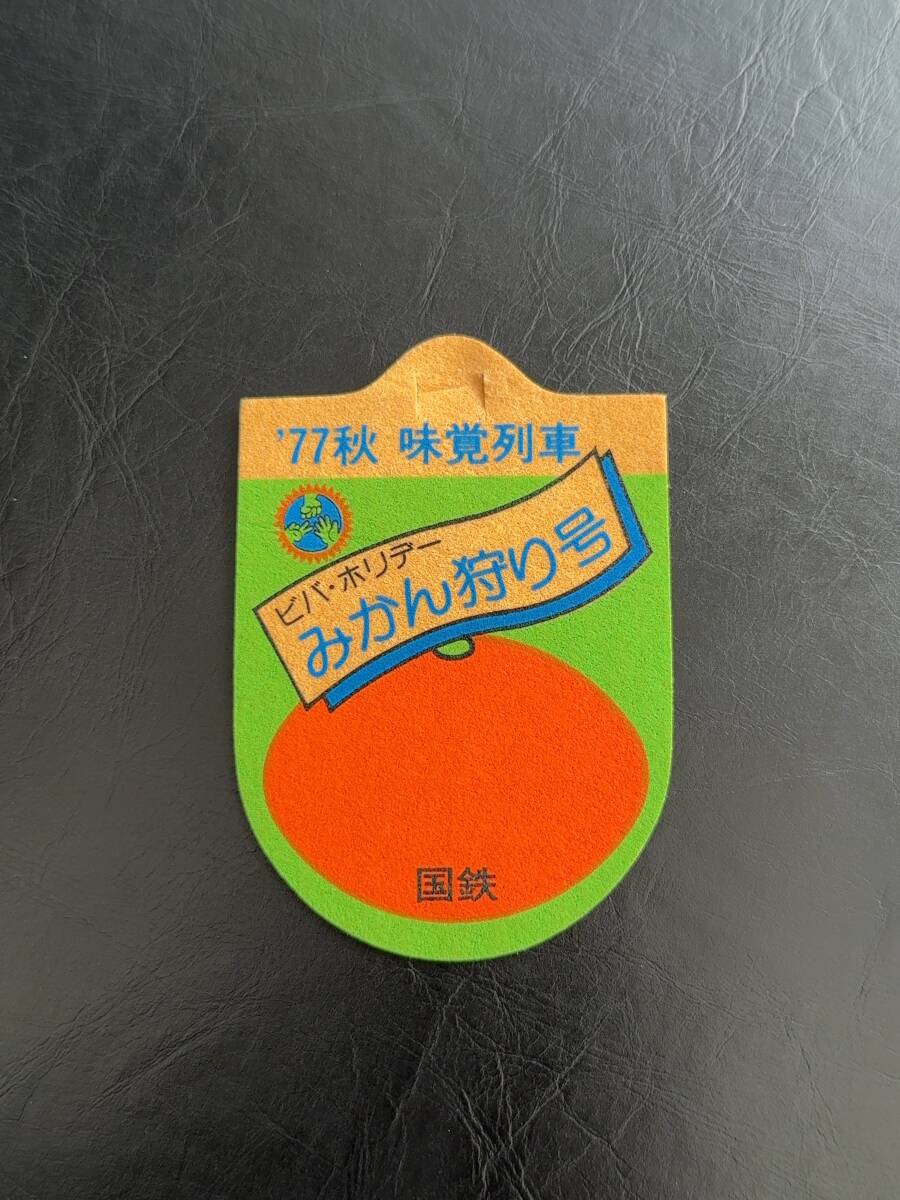 '77秋 味覚列車
ビバ・ホリデー
みかん狩り号
国鉄